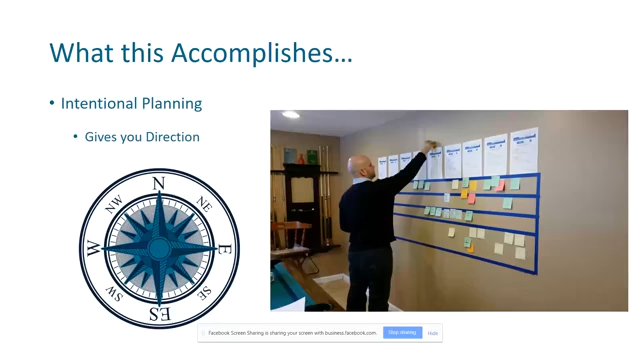 What this Accomplishes...
• Intentional Planning
• Gives you Direction
N
NW
NE
W
E
SW
SE
ES
Facebook Screen Sharing is sharing your screen with business.facebook.com.
Stop sharing
Hide